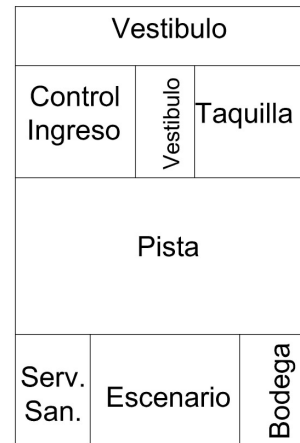 Vestibulo
Control
Ingreso
Vestibulo
Taquilla
Pista
Serv.
San.
Escenario
Bodega